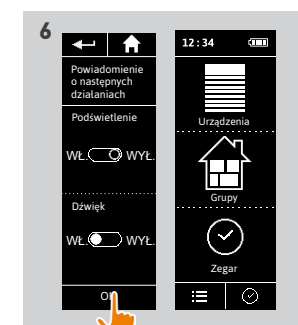 6
Powiadomienie
o następnych
działaniach
Podświetlenie
WŁ. WYŁ.
Dźwięk
WŁ. WYŁ.
12:34
Urządzenia
Grupy
Zegar